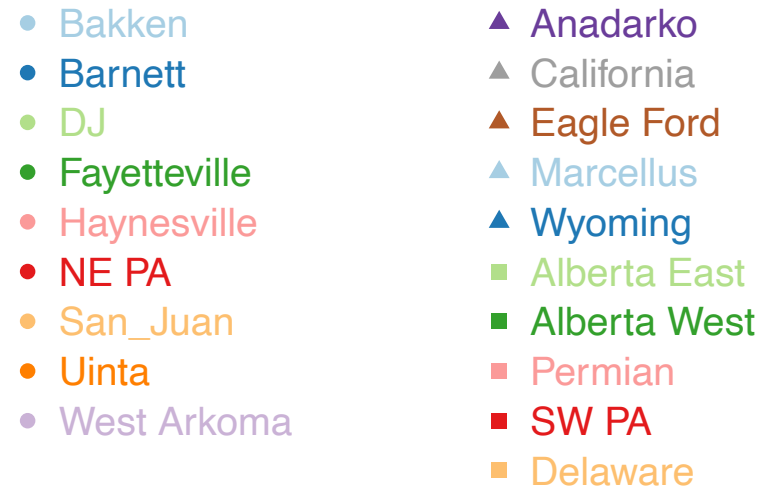 Bakken
Barnett
DJ
Fayetteville
Haynesville
NE PA
San_Juan
Uinta
West Arkoma
Anadarko
California
Eagle Ford
Marcellus
Wyoming
Alberta East
Alberta West
Permian
SW PA
Delaware